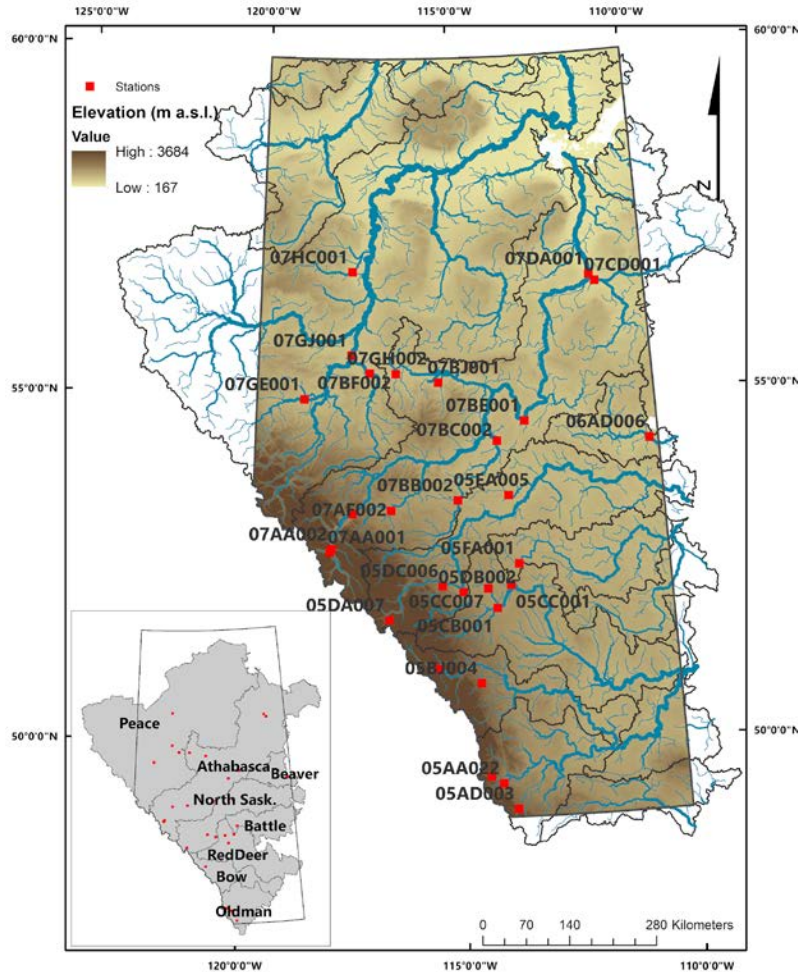 125°0'0"W 120°0'0"W 115°0'0"W 110°0'0"W
60°0'0"N 60°0'0"N
Stations
Elevation (m a.s.l.)
Value
High : 3684
Low : 167
N
07HC001
07DA001
07CD001
07GJ001
07GH002
07BJ001
55°0'0"N 55°0'0"N
07GE001
07BF002
07BE001
07BC002
06AD006
07BB002
05EA005
07AF002
07AA002
07AA001
05FA001
05DC006
05DB002
05DA007
05CC007
05CC001
05CB001
05BJ004
50°0'0"N 50°0'0"N
05AA022
05AD003
Peace
Athabasca
Beaver
North Sask.
Battle
RedDeer
Bow
Oldman
0 70 140 280 Kilometers
120°0'0"W 115°0'0"W 110°0'0"W